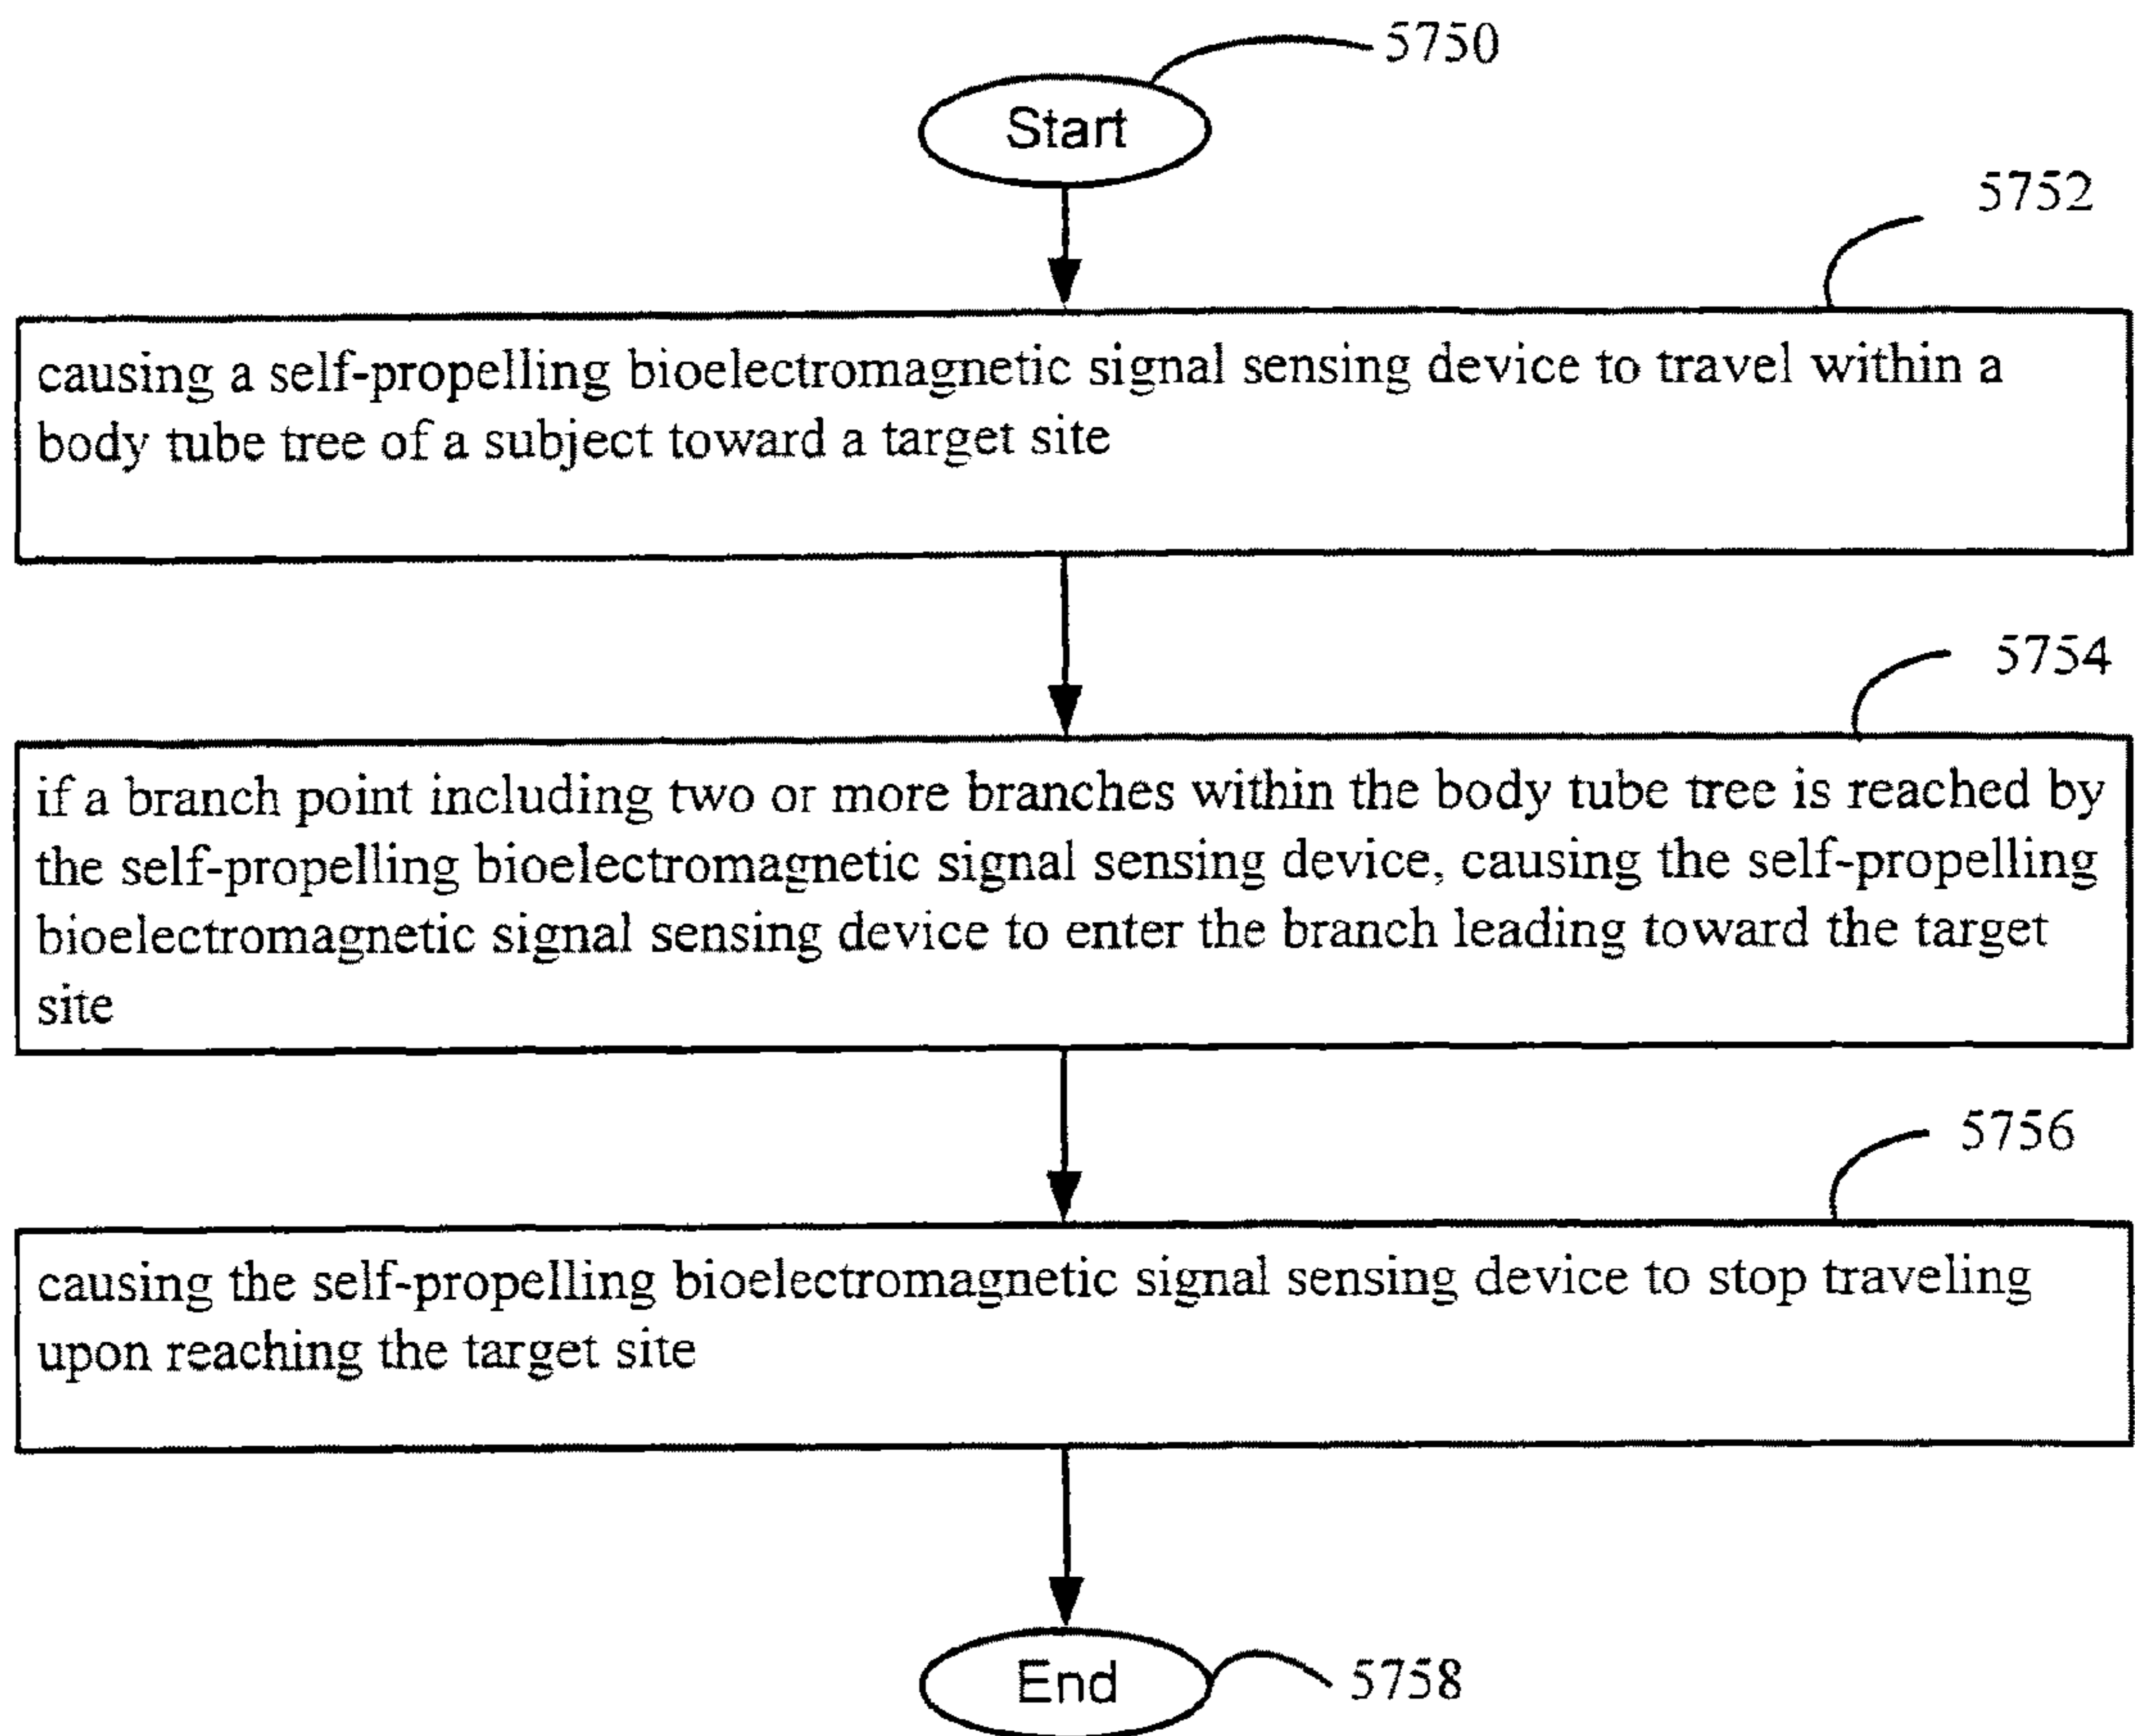 5750
Start
5752
causing a self-propelling bioelectromagnetic signal sensing device to travel within a
body tube tree of a subject toward a target site
5754
if a branch point including two or more branches within the body tube tree is reached by
the self-propelling bioelectromagnetic signal sensing device, causing the self-propelling
bioelectromagnetic signal sensing device to enter the branch leading toward the target
site
5756
causing the self-propelling bioelectromagnetic signal sensing device to stop traveling
upon reaching the target site
End
5758